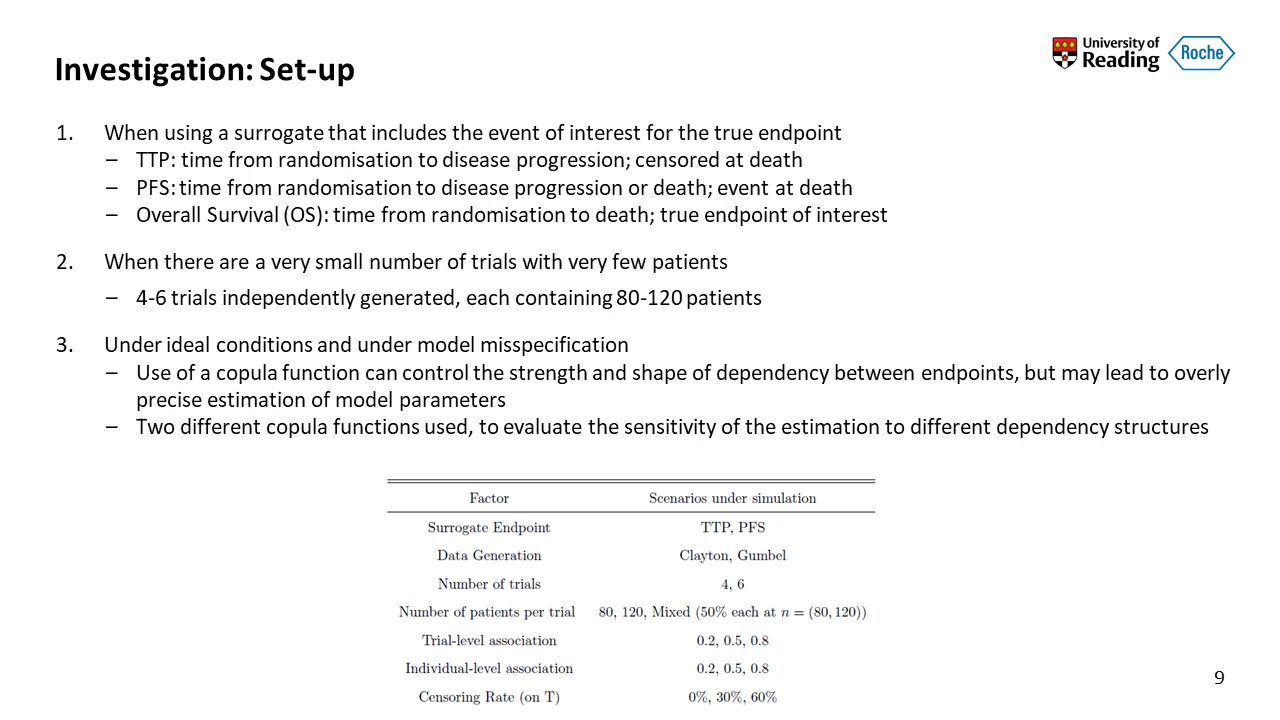 University of
Reading
Roche
Investigation: Set-up
1. When using a surrogate that includes the event of interest for the true endpoint
– TTP: time from randomisation to disease progression; censored at death
– PFS: time from randomisation to disease progression or death; event at death
– Overall Survival (OS): time from randomisation to death; true endpoint of interest
2. When there are a very small number of trials with very few patients
– 4-6 trials independently generated, each containing 80-120 patients
3. Under ideal conditions and under model misspecification
– Use of a copula function can control the strength and shape of dependency between endpoints, but may lead to overly
precise estimation of model parameters
– Two different copula functions used, to evaluate the sensitivity of the estimation to different dependency structures
Factor Scenarios under simulation
Surrogate Endpoint TTP, PFS
Data Generation Clayton, Gumbel
Number of trials 4, 6
Number of patients per trial 80, 120, Mixed (50% each at n = (80, 120))
Trial-level association 0.2, 0.5, 0.8
Individual-level association 0.2, 0.5, 0.8
Censoring Rate (on T) 0%, 30%, 60%
9